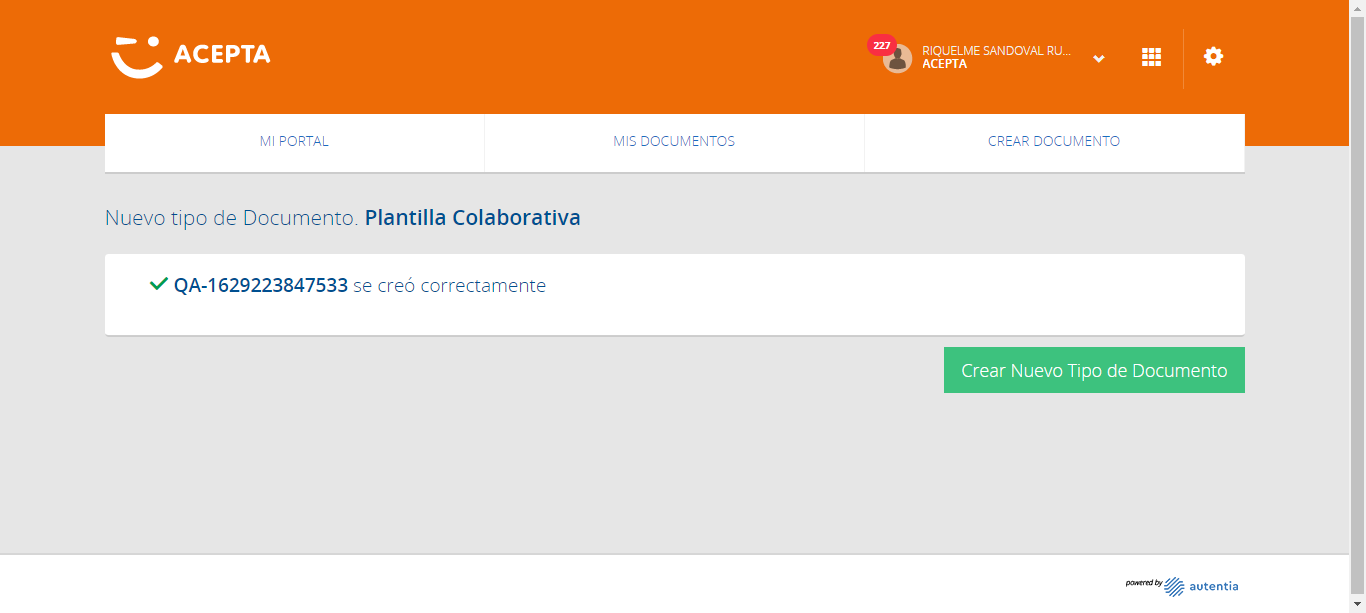 ACEPTA
227
RIQUELME SANDOVAL RU...
ACEPTA
MI PORTAL
MIS DOCUMENTOS
CREAR DOCUMENTO
Nuevo tipo de Documento. Plantilla Colaborativa
QA-1629223847533 se creó correctamente
Crear Nuevo Tipo de Documento
powered by autentia